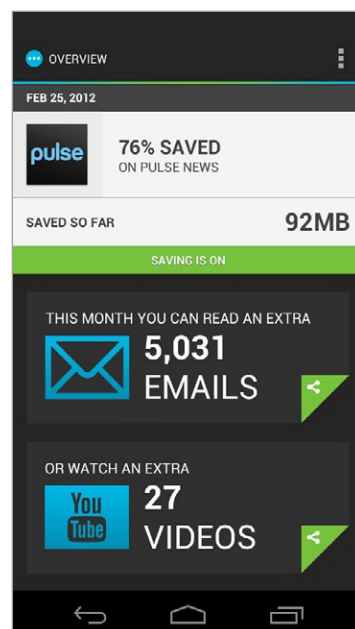 OVERVIEW
FEB 25, 2012
pulse
76% SAVED
ON PULSE NEWS
SAVED SO FAR 92MB
SAVING IS ON
THIS MONTH YOU CAN READ AN EXTRA
5,031
EMAILS
OR WATCH AN EXTRA
You
Tube
27
VIDEOS